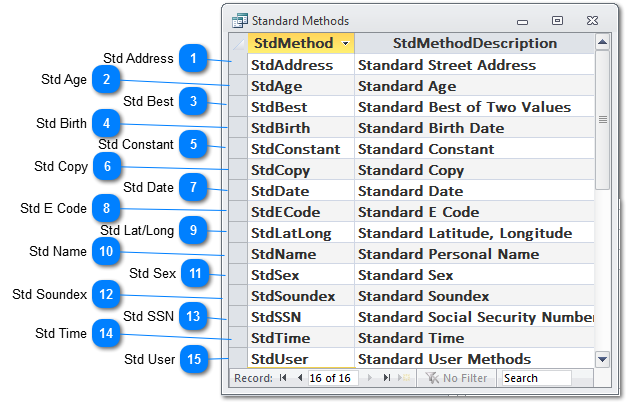 Standard Methods
StdMethod StdMethodDescription
Std Address 1 StdAddress Standard Street Address
Std Age 2 StdAge Standard Age
Std Best 3 StdBest Standard Best of Two Values
Std Birth 4 StdBirth Standard Birth Date
Std Constant 5 StdConstant Standard Constant
Std Copy 6 StdCopy Standard Copy
Std Date 7 StdDate Standard Date
Std E Code 8 StdECode Standard E Code
Std Lat/Long 9 StdLatLong Standard Latitude, Longitude
Std Name 10 StdName Standard Personal Name
Std Sex 11 StdSex Standard Sex
Std Soundex 12 StdSoundex Standard Soundex
Std SSN 13 StdSSN Standard Social Security Number
Std Time 14 StdTime Standard Time
Std User 15 StdUser Standard User Methods
Record: 16 of 16 No Filter Search